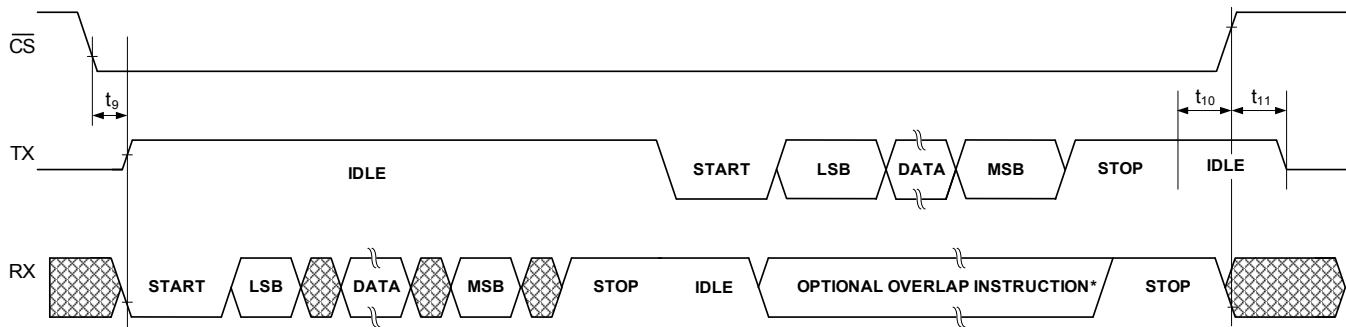 C̅S̅
t₉
t₁₀
t₁₁
TX
IDLE
START
LSB
DATA
MSB
STOP
IDLE
RX
START
LSB
DATA
MSB
STOP
IDLE
OPTIONAL OVERLAP INSTRUCTION*
STOP